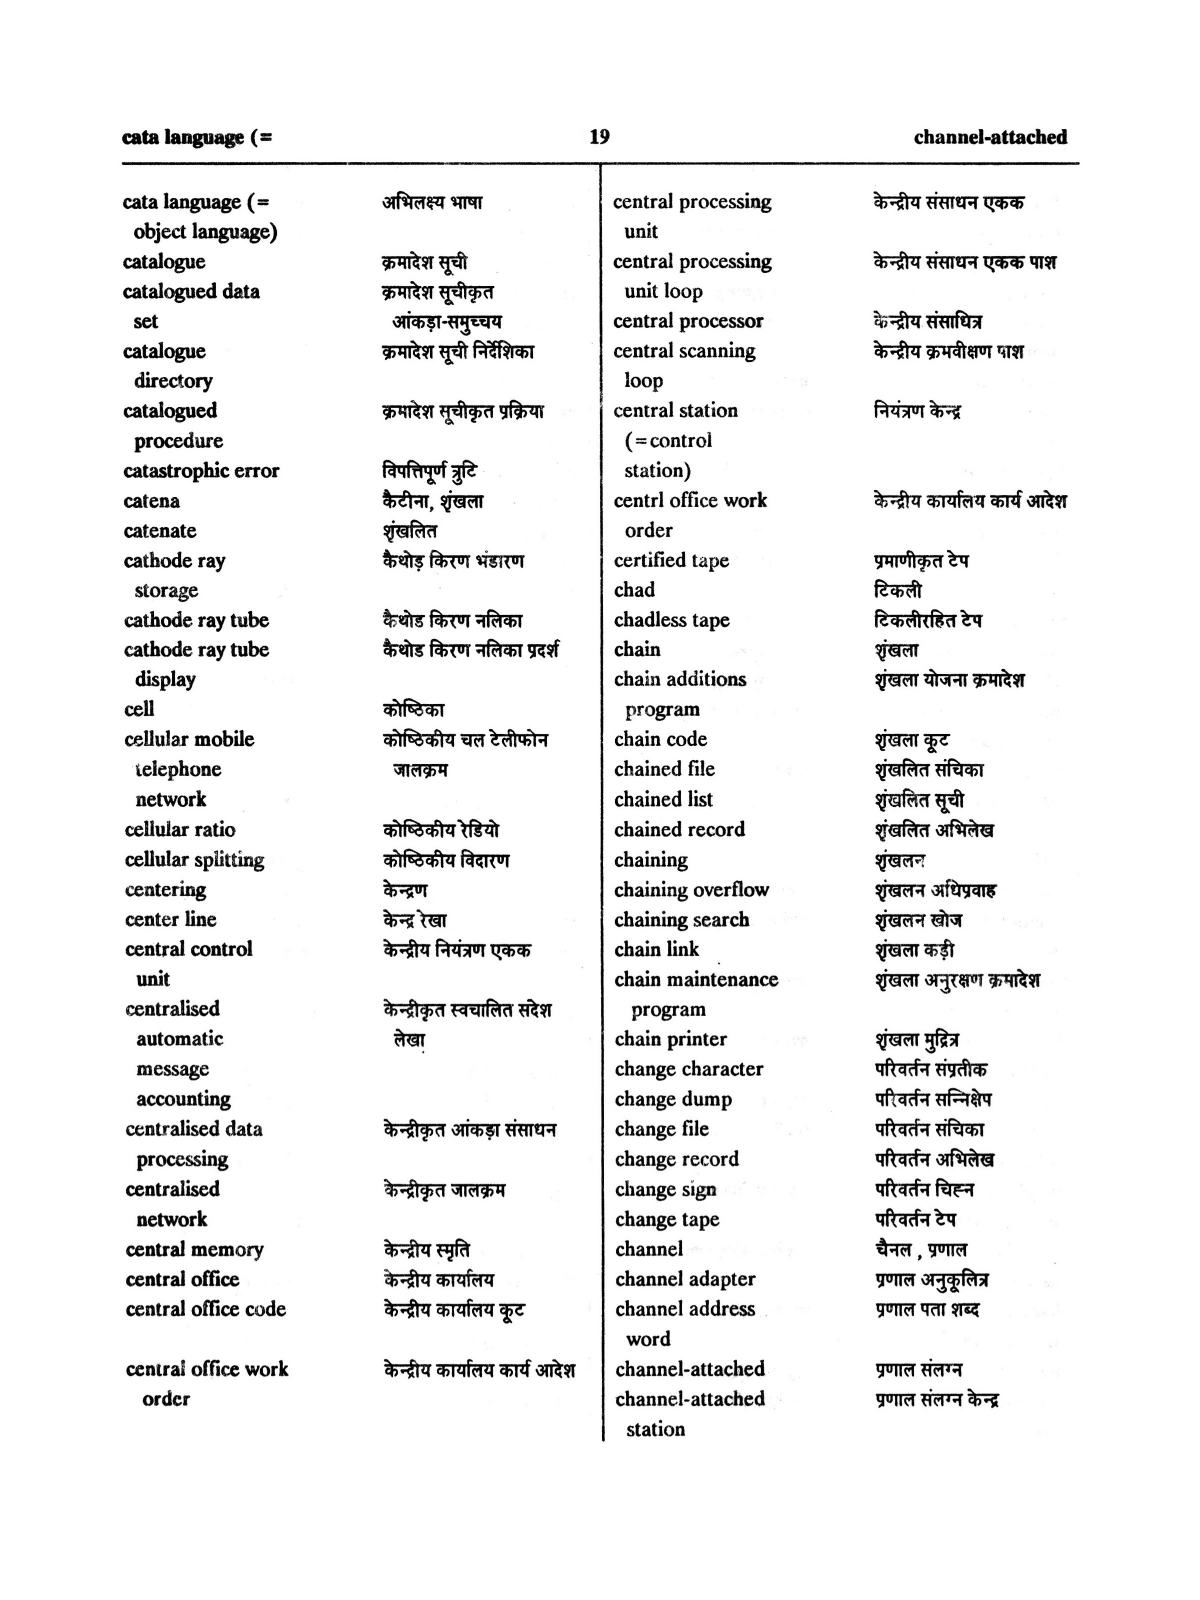 cata language (= 19 channel-attached
cata language (= अभिलक्ष्य भाषा
object language)
catalogue क्रमादेश सूची
catalogued data क्रमादेश सूचीकृत
set आंकड़ा-समुच्चय
catalogue क्रमादेश सूची निर्देशिका
directory
catalogued क्रमादेश सूचीकृत प्रक्रिया
procedure
catastrophic error विपत्तिपूर्ण त्रुटि
catena कैटीना, शृंखला
catenate शृंखलित
cathode ray कैथोड़ किरण भंडारण
storage
cathode ray tube कैथोड किरण नलिका
cathode ray tube कैथोड किरण नलिका प्रदर्श
display
cell कोष्ठिका
cellular mobile कोष्ठिकीय चल टेलीफोन
telephone जालक्रम
network
cellular ratio कोष्ठिकीय रेडियो
cellular splitting कोष्ठिकीय विदारण
centering केन्द्रण
center line केन्द्र रेखा
central control केन्द्रीय नियंत्रण एकक
unit
centralised केन्द्रीकृत स्वचालित संदेश
automatic लेखा
message
accounting
centralised data केन्द्रीकृत आंकड़ा संसाधन
processing
centralised केन्द्रीकृत जालक्रम
network
central memory केन्द्रीय स्मृति
central office केन्द्रीय कार्यालय
central office code केन्द्रीय कार्यालय कूट
central office work केन्द्रीय कार्यालय कार्य आदेश
order
central processing केन्द्रीय संसाधन एकक
unit
central processing केन्द्रीय संसाधन एकक पाश
unit loop
central processor केन्द्रीय संसाधित्र
central scanning केन्द्रीय क्रमवीक्षण पाश
loop
central station नियंत्रण केन्द्र
(=control
station)
centrl office work केन्द्रीय कार्यालय कार्य आदेश
order
certified tape प्रमाणीकृत टेप
chad टिकली
chadless tape टिकलीरहित टेप
chain शृंखला
chain additions शृंखला योजना क्रमादेश
program
chain code शृंखला कूट
chained file शृंखलित संचिका
chained list शृंखलित सूची
chained record शृंखलित अभिलेख
chaining शृंखलन
chaining overflow शृंखलन अधिप्रवाह
chaining search शृंखलन खोज
chain link शृंखला कड़ी
chain maintenance शृंखला अनुरक्षण क्रमादेश
program
chain printer शृंखला मुद्रित्र
change character परिवर्तन संप्रतीक
change dump परिवर्तन सन्निक्षेप
change file परिवर्तन संचिका
change record परिवर्तन अभिलेख
change sign परिवर्तन चिह्न
change tape परिवर्तन टेप
channel चैनल , प्रणाल
channel adapter प्रणाल अनुकूलित्र
channel address प्रणाल पता शब्द
word
channel-attached प्रणाल संलग्न
channel-attached प्रणाल संलग्न केन्द्र
station